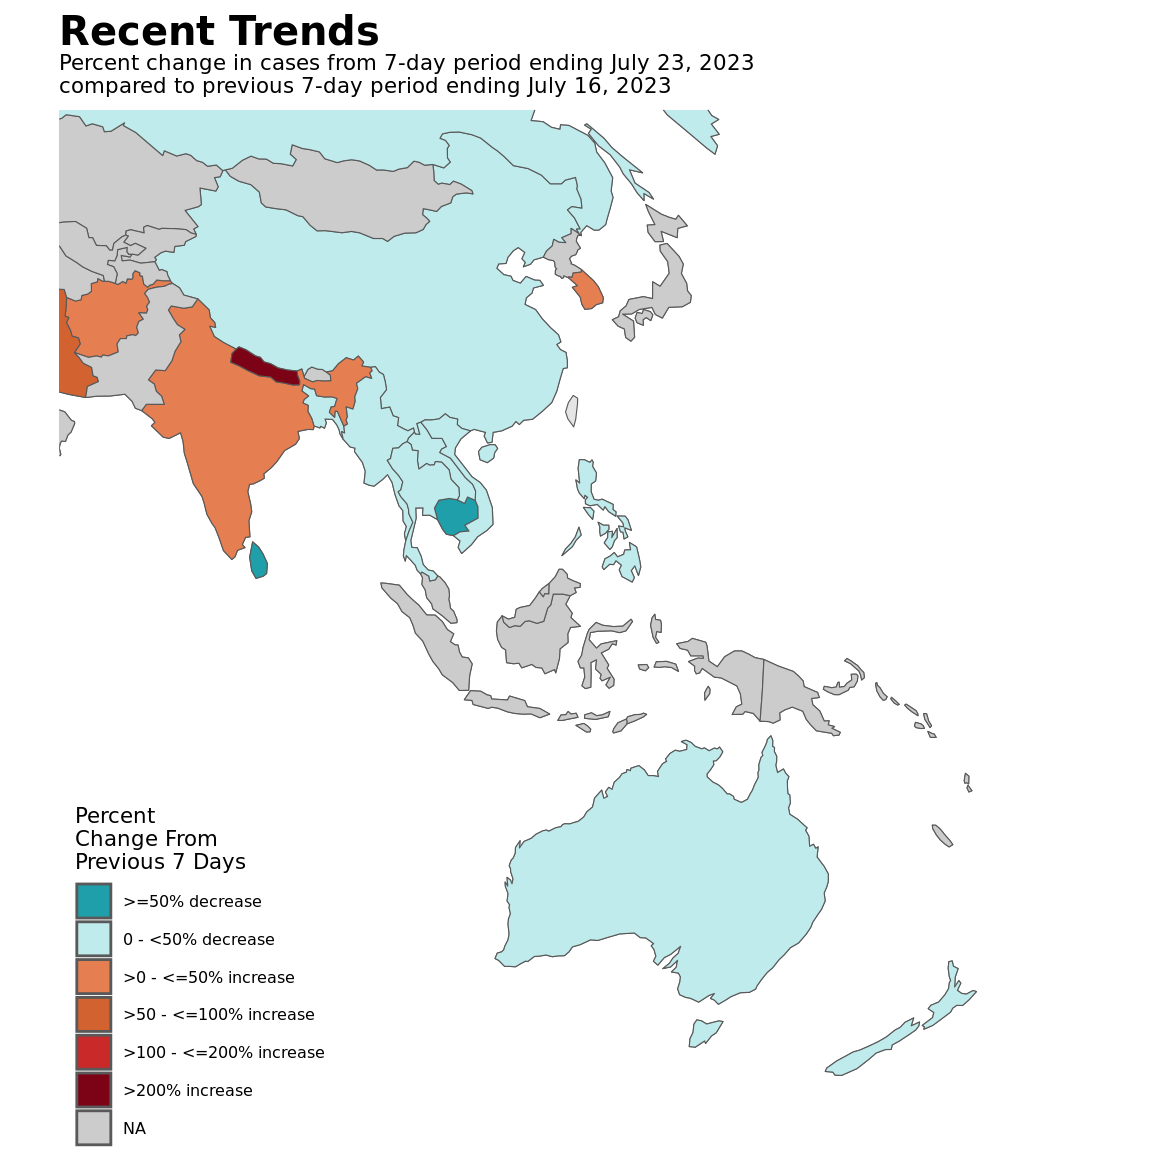 Recent Trends
Percent change in cases from 7-day period ending July 23, 2023
compared to previous 7-day period ending July 16, 2023
Percent
Change From
Previous 7 Days
>=50% decrease
0 - <50% decrease
>0 - <=50% increase
>50 - <=100% increase
>100 - <=200% increase
>200% increase
NA